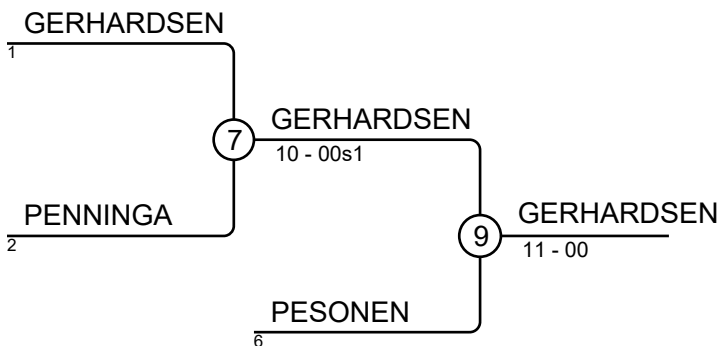 GERHARDSEN
1
7
GERHARDSEN
10 - 00s1
PENNINGA
2
9
GERHARDSEN
11 - 00
PESONEN
6